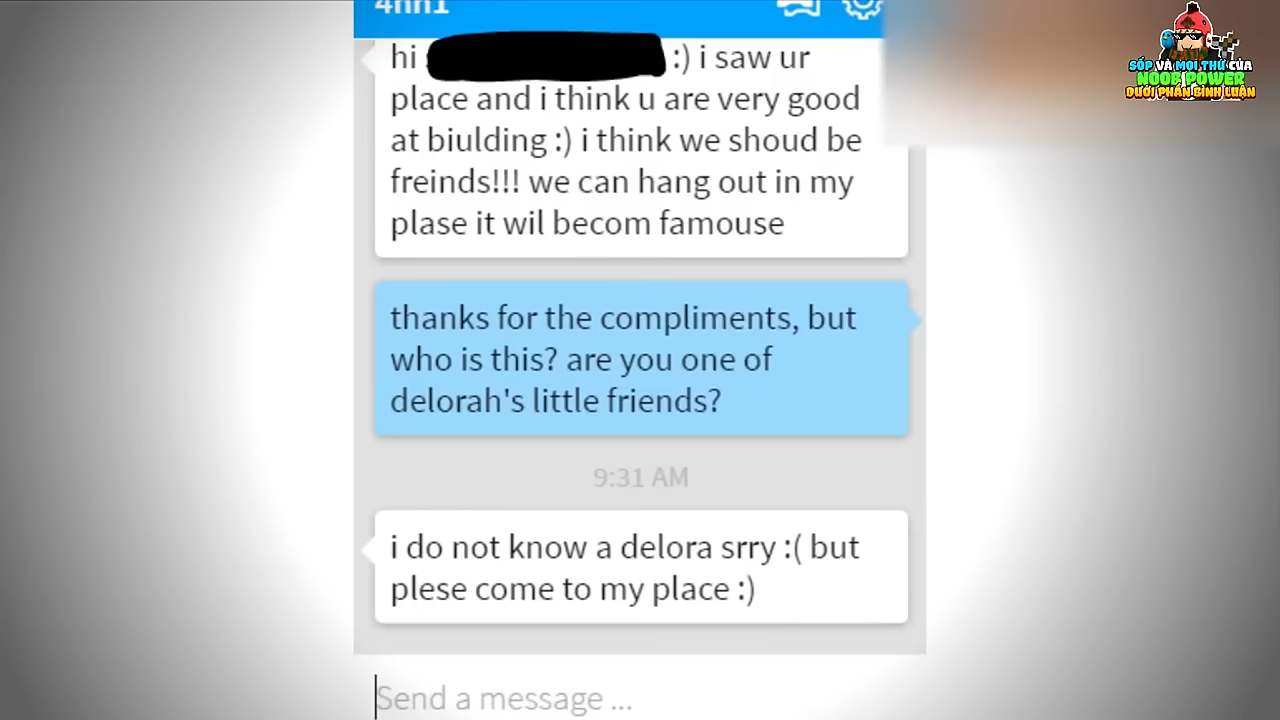 4nn1
SỐP VÀ MỌI THỨ CỦA
NOOB POWER
DƯỚI PHẦN BÌNH LUẬN
hi :) i saw ur
place and i think u are very good
at biulding :) i think we shoud be
freinds!!! we can hang out in my
plase it wil becom famouse
thanks for the compliments, but
who is this? are you one of
delorah's little friends?
9:31 AM
i do not know a delora srry :( but
plese come to my place :)
Send a message ...